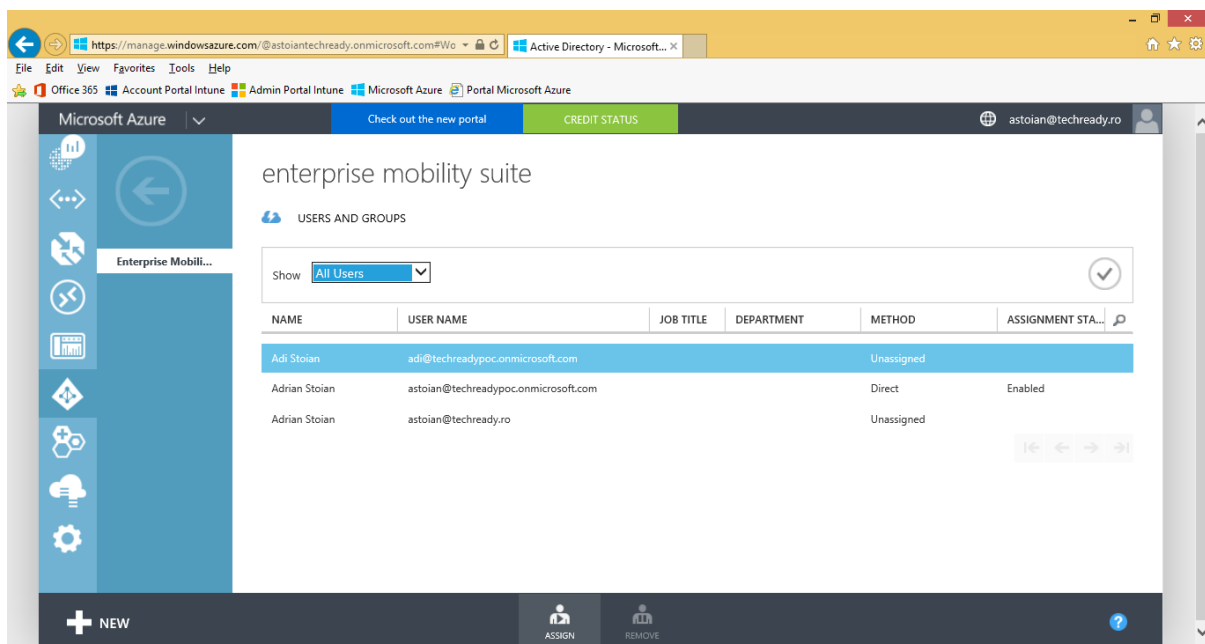 https://manage.windowsazure.com/@astoiantechready.onmicrosoft.com#Wo
Active Directory - Microsoft...
File Edit View Favorites Tools Help
Office 365 Account Portal Intune Admin Portal Intune Microsoft Azure Portal Microsoft Azure
Microsoft Azure Check out the new portal CREDIT STATUS astoian@techready.ro
enterprise mobility suite
USERS AND GROUPS
Enterprise Mobili...
Show All Users
NAME USER NAME JOB TITLE DEPARTMENT METHOD ASSIGNMENT STA...
Adi Stoian adi@techreadypoc.onmicrosoft.com Unassigned
Adrian Stoian astoian@techreadypoc.onmicrosoft.com Direct Enabled
Adrian Stoian astoian@techready.ro Unassigned
NEW
ASSIGN
REMOVE
?